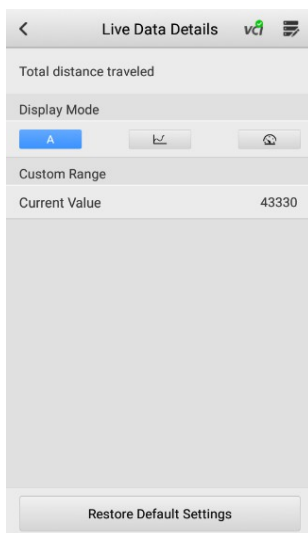 Live Data Details vci
Total distance traveled
Display Mode
A
Custom Range
Current Value 43330
Restore Default Settings